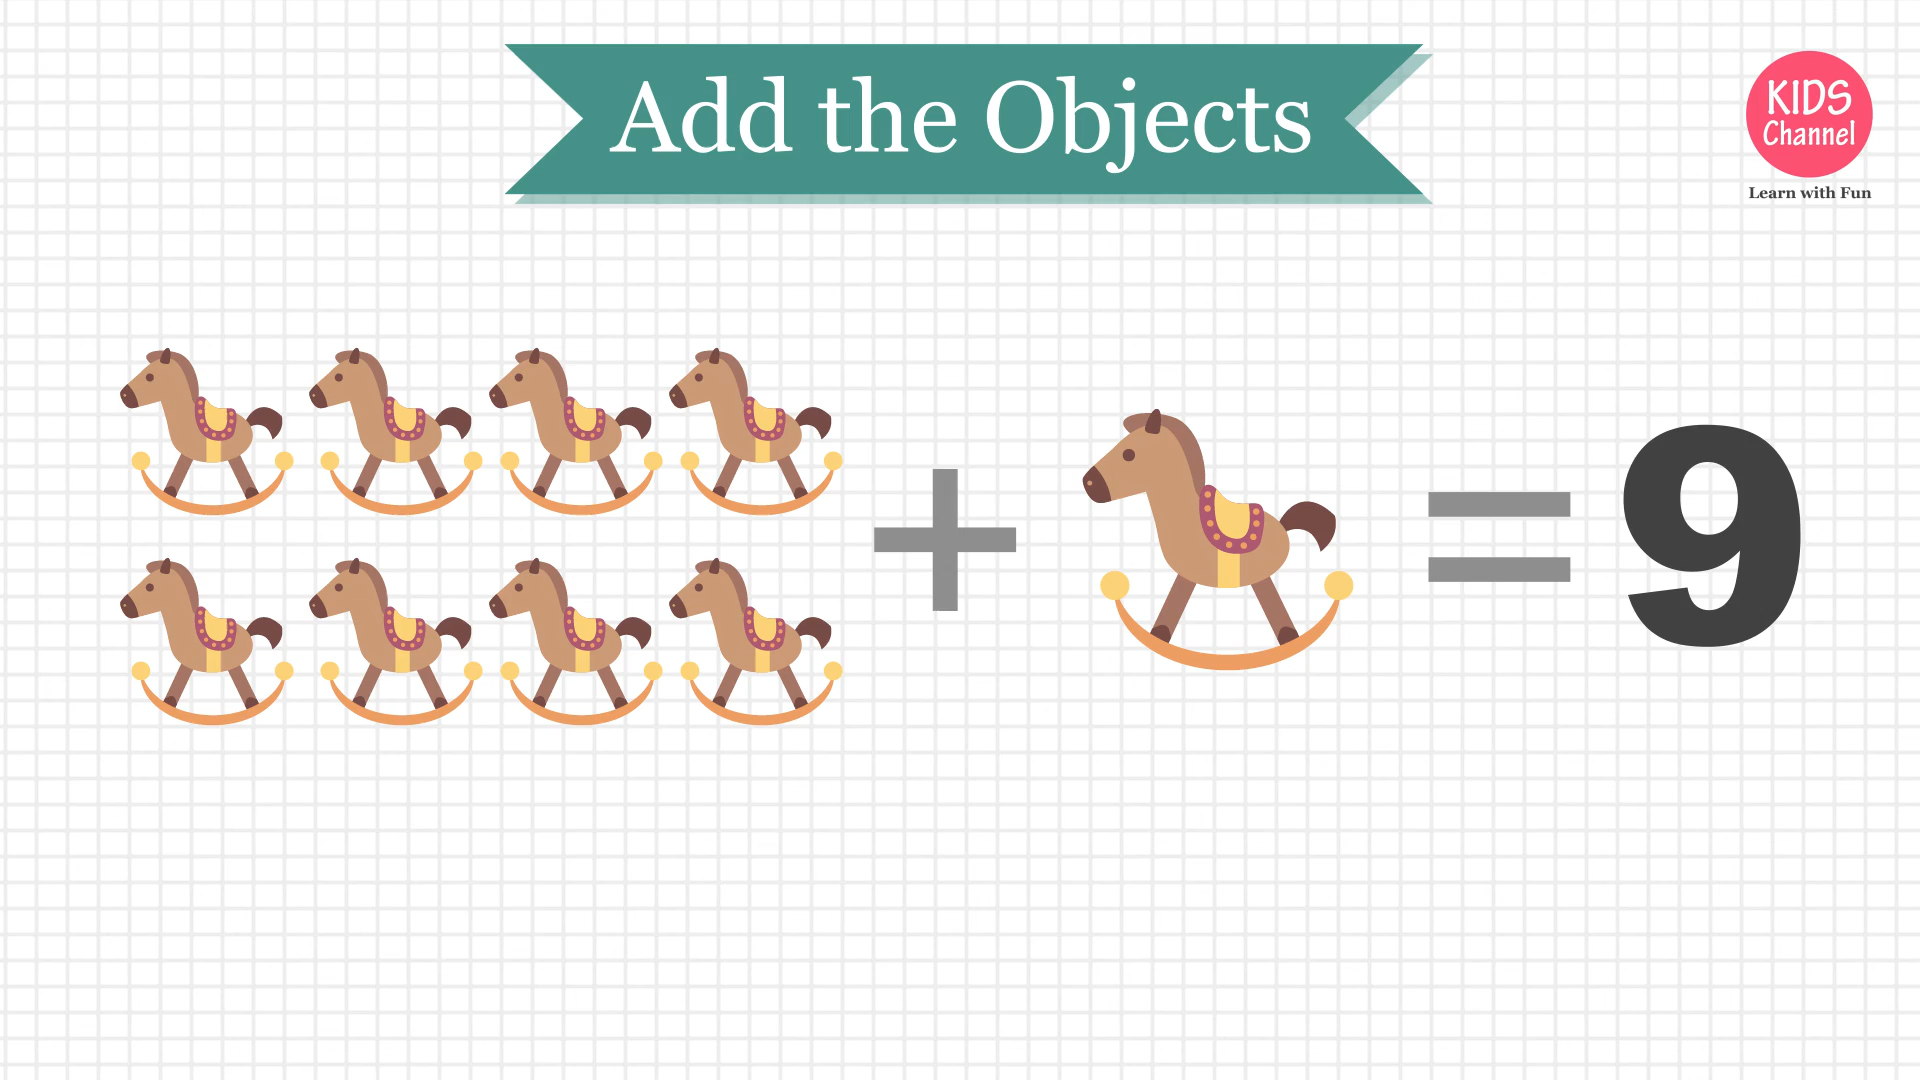 Add the Objects
KIDS
Channel
Learn with Fun
+ = 9